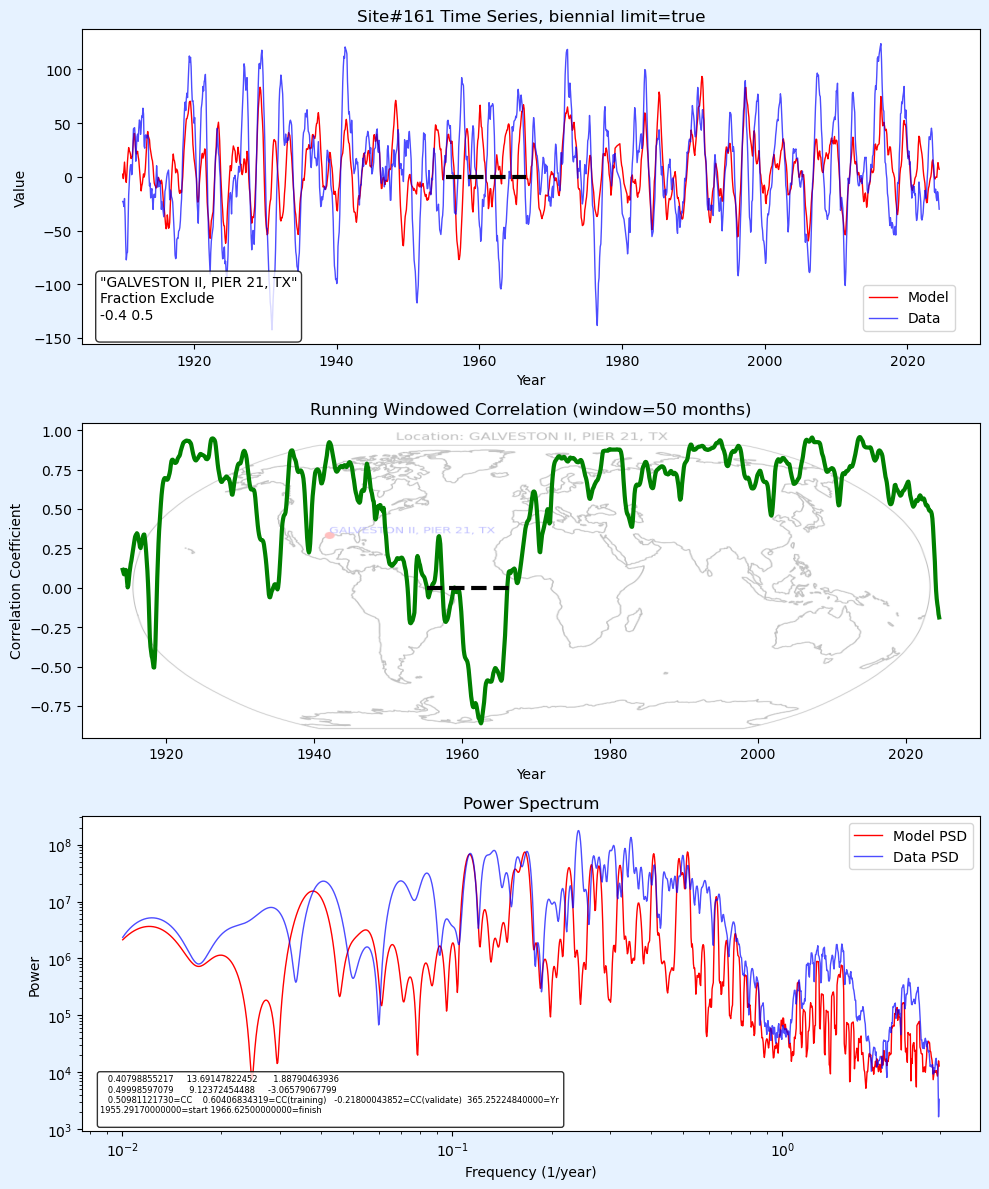 Site#161 Time Series, biennial limit=true
100
50
0
−50
−100
−150
Value
"GALVESTON II, PIER 21, TX"
Fraction Exclude
-0.4 0.5
Model
Data
1920
1940
1960
1980
2000
2020
Year
Running Windowed Correlation (window=50 months)
Location: GALVESTON II, PIER 21, TX
GALVESTON II, PIER 21, TX
1.00
0.75
0.50
0.25
0.00
−0.25
−0.50
−0.75
Correlation Coefficient
1920
1940
1960
1980
2000
2020
Year
Power Spectrum
Model PSD
Data PSD
10^8
10^7
10^6
10^5
10^4
10^3
Power
0.40798855217 13.69147822452 1.88790463936
0.49998597079 9.12372454488 -3.06579067799
0.50981121730=CC 0.60406834319=CC(training) -0.21800043852=CC(validate) 365.25224840000=Yr
1955.29170000000=start 1966.62500000000=finish
10^−2
10^−1
10^0
Frequency (1/year)